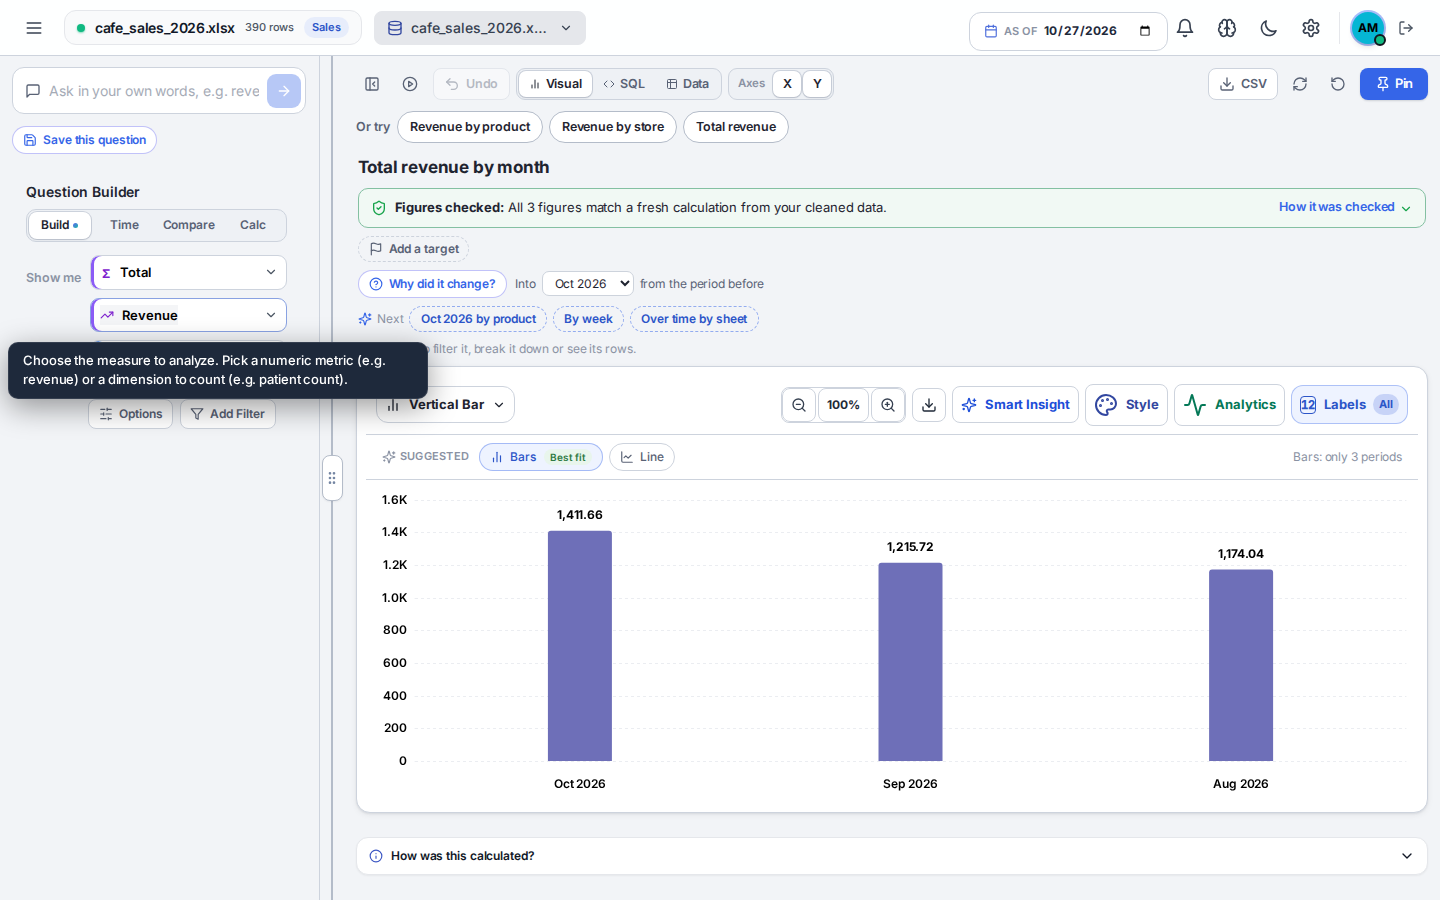 cafe_sales_2026.xlsx 390 rows Sales
cafe_sales_2026.x...
AS OF 10/27/2026
AM
Ask in your own words, e.g. reve
Save this question
Question Builder
Build Time Compare Calc
Show me Total
Revenue
Choose the measure to analyze. Pick a numeric metric (e.g. revenue) or a dimension to count (e.g. patient count).
Options Add Filter
Undo Visual SQL Data Axes X Y
CSV Pin
Or try Revenue by product Revenue by store Total revenue
Total revenue by month
Figures checked: All 3 figures match a fresh calculation from your cleaned data.
How it was checked
Add a target
Why did it change? Into Oct 2026 from the period before
Next Oct 2026 by product By week Over time by sheet
filter it, break it down or see its rows.
Vertical Bar
100%
Smart Insight Style Analytics 12 Labels All
SUGGESTED Bars Best fit Line
Bars: only 3 periods
1.6K
1.4K
1.2K
1.0K
800
600
400
200
0
1,411.66
1,215.72
1,174.04
Oct 2026 Sep 2026 Aug 2026
How was this calculated?